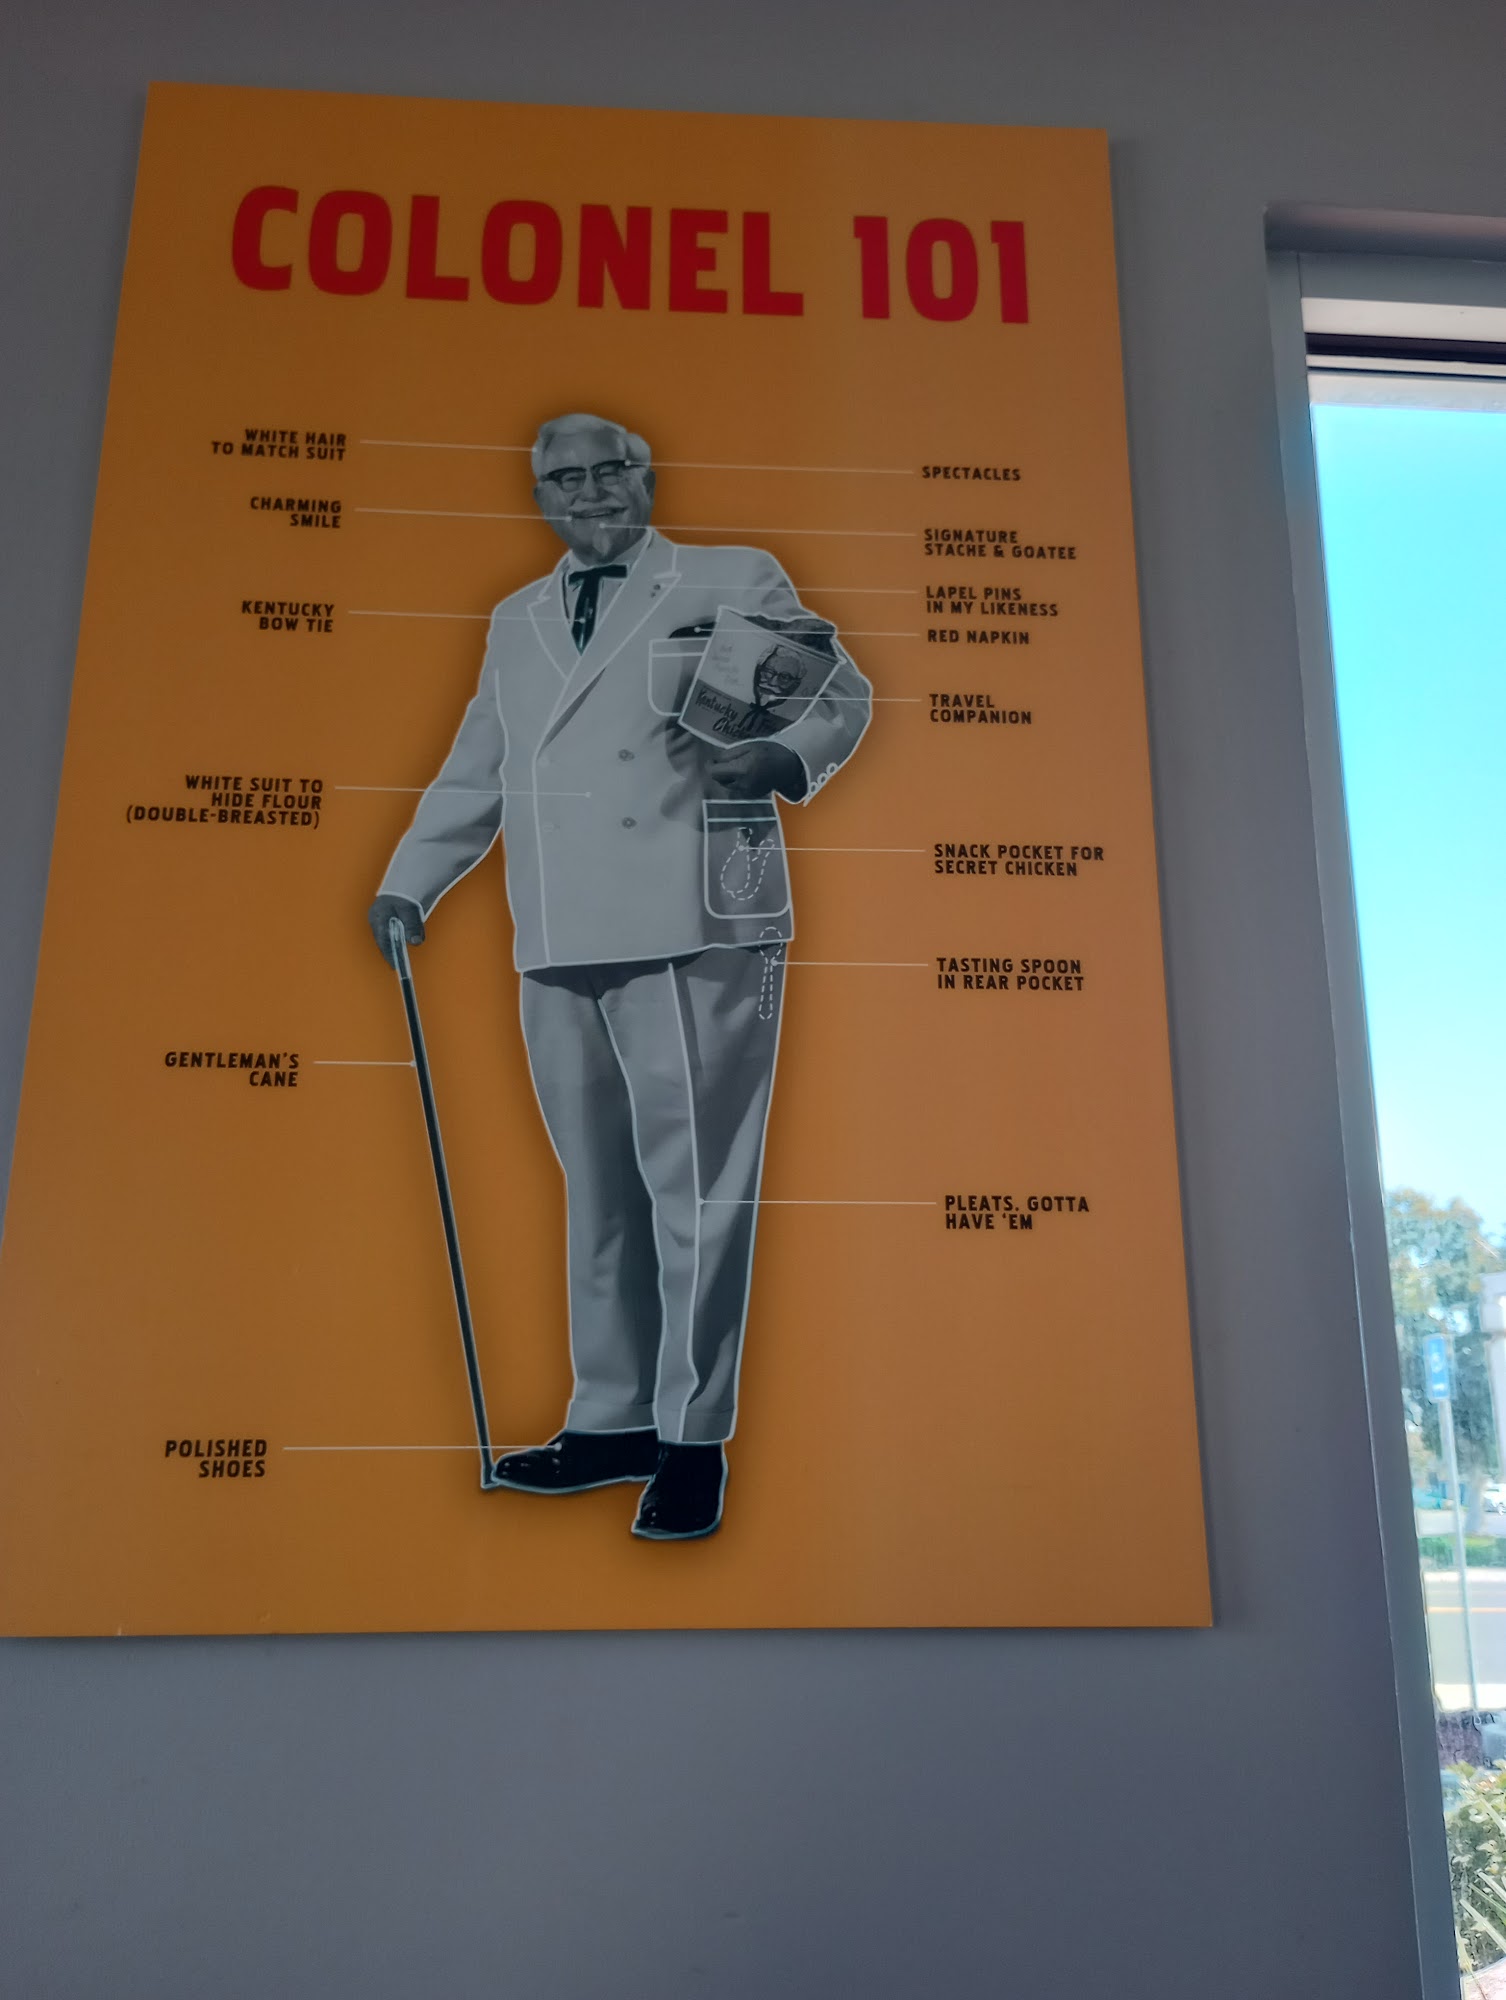 COLONEL 101
WHITE HAIR
TO MATCH SUIT
CHARMING
SMILE
KENTUCKY
BOW TIE
WHITE SUIT TO
HIDE FLOUR
(DOUBLE-BREASTED)
GENTLEMAN'S
CANE
POLISHED
SHOES
SPECTACLES
SIGNATURE
STACHE & GOATEE
LAPEL PINS
IN MY LIKENESS
RED NAPKIN
TRAVEL
COMPANION
SNACK POCKET FOR
SECRET CHICKEN
TASTING SPOON
IN REAR POCKET
PLEATS. GOTTA
HAVE 'EM
Kentucky